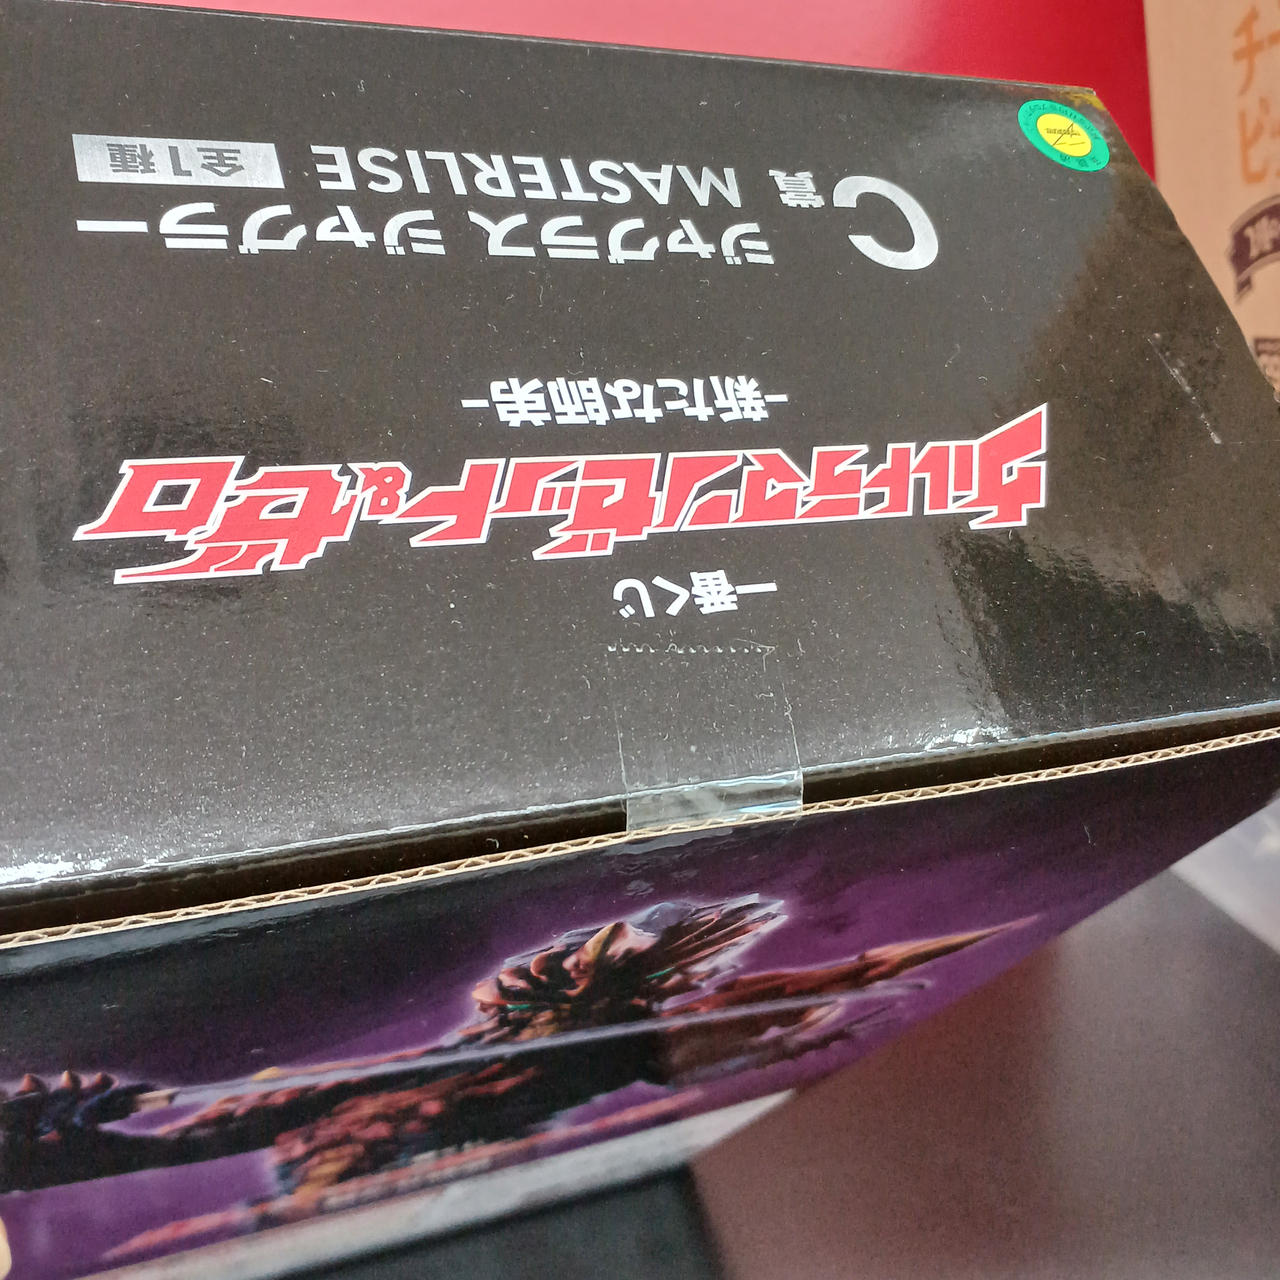 一番くじ
ウルトラマンゼット&ゼロ
-新たな師弟-
C賞
ジャグラス ジャグラー
MASTERLISE 全1種